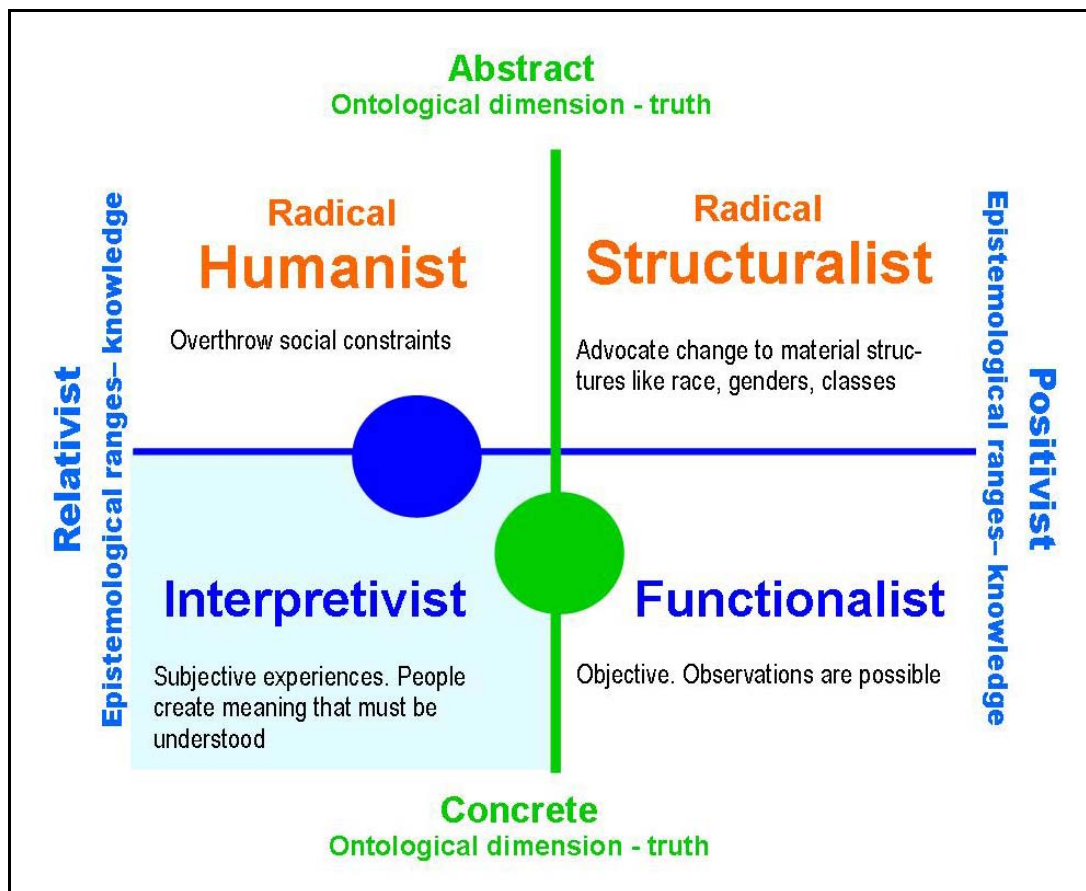 Abstract
Ontological dimension - truth
Radical
Humanist
Overthrow social constraints
Radical
Structuralist
Advocate change to material struc-
tures like race, genders, classes
Relativist
Epistemological ranges– knowledge
Positivist
Epistemological ranges– knowledge
Interpretivist
Subjective experiences. People
create meaning that must be
understood
Functionalist
Objective. Observations are possible
Concrete
Ontological dimension - truth